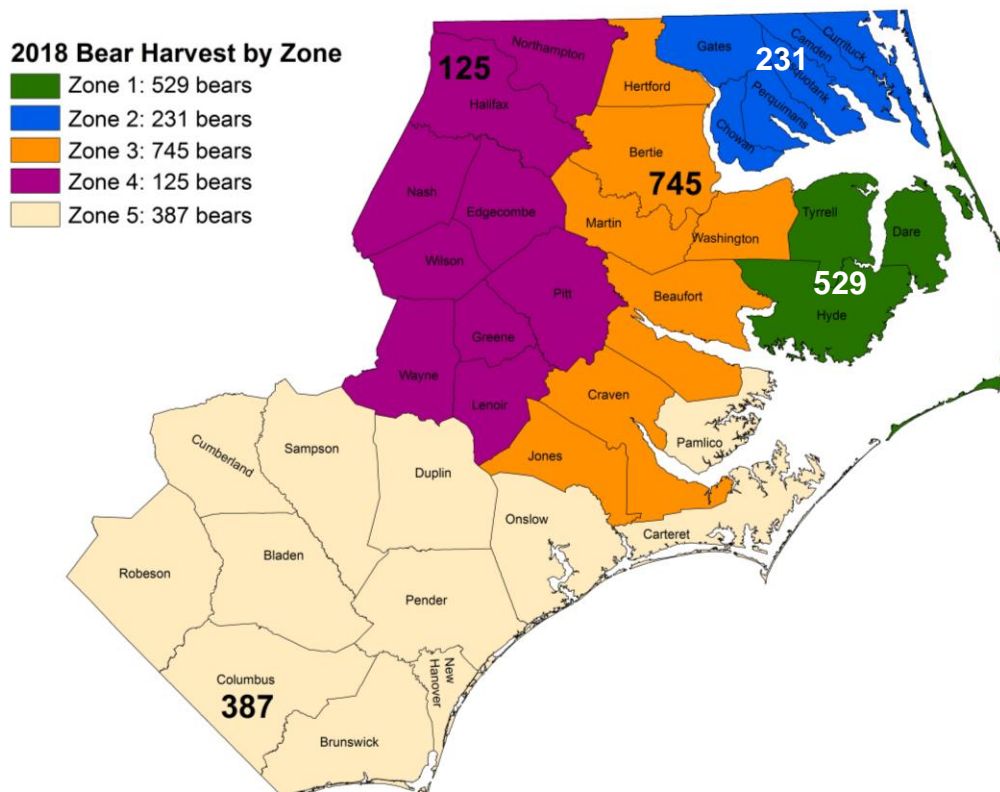 2018 Bear Harvest by Zone
Zone 1: 529 bears
Zone 2: 231 bears
Zone 3: 745 bears
Zone 4: 125 bears
Zone 5: 387 bears
Northampton
125
Halifax
Hertford
Gates
231
Camden
Currituck
Perquimans
Chowan
Bertie
745
Nash
Edgecombe
Martin
Washington
Tyrrell
Dare
Wilson
Pitt
Beaufort
529
Hyde
Greene
Wayne
Lenoir
Craven
Pamlico
Jones
Cumberland
Sampson
Duplin
Onslow
Carteret
Robeson
Bladen
Pender
Columbus
387
New
Hanover
Brunswick